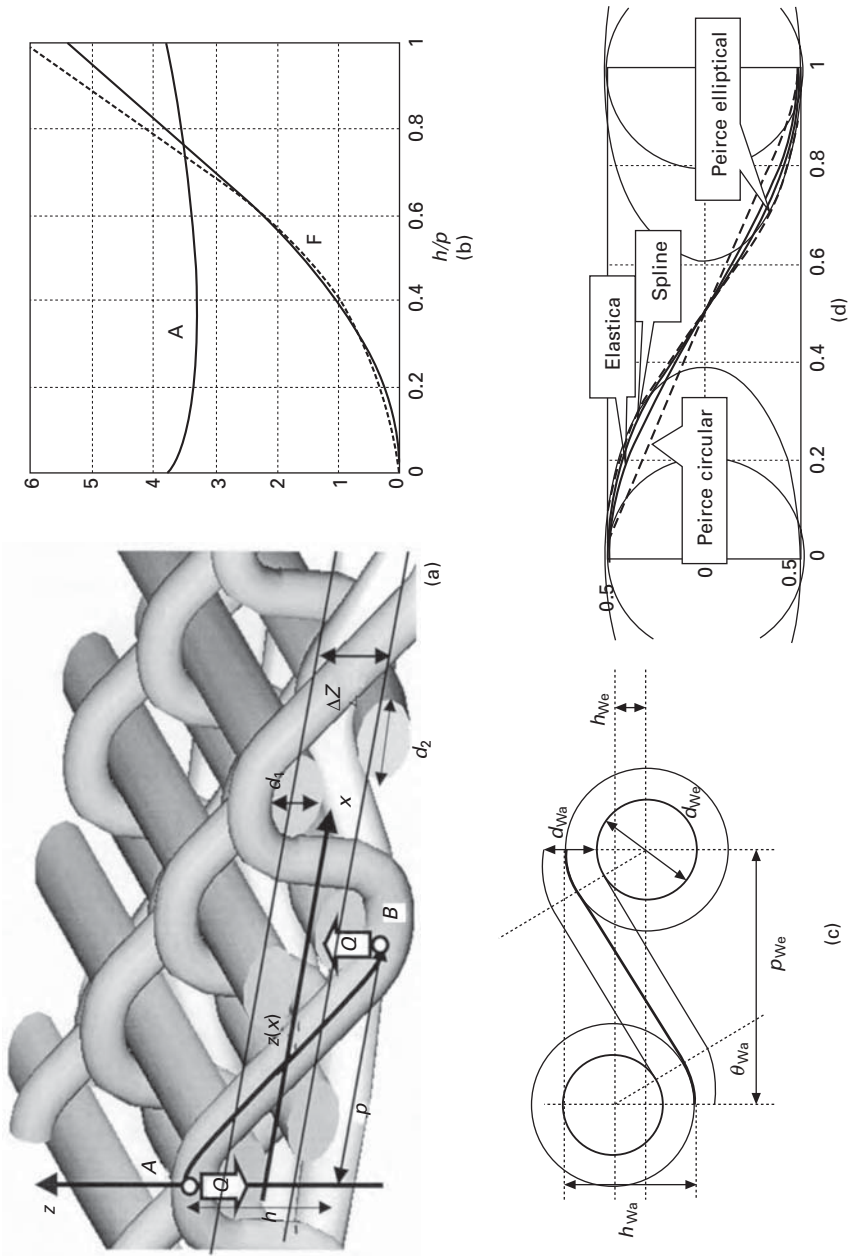 z
A
Q
h
p
z(x)
Q
B
x
d1
d2
ΔZ
(a)
6
5
4
3
2
1
0
A
F
0
0.2
0.4
0.6
0.8
1
h/p
(b)
hWa
θWa
pWe
dWa
dWe
hWe
(c)
0.5
0
0.5
Elastica
Spline
Peirce circular
Peirce elliptical
0
0.2
0.4
0.6
0.8
1
(d)